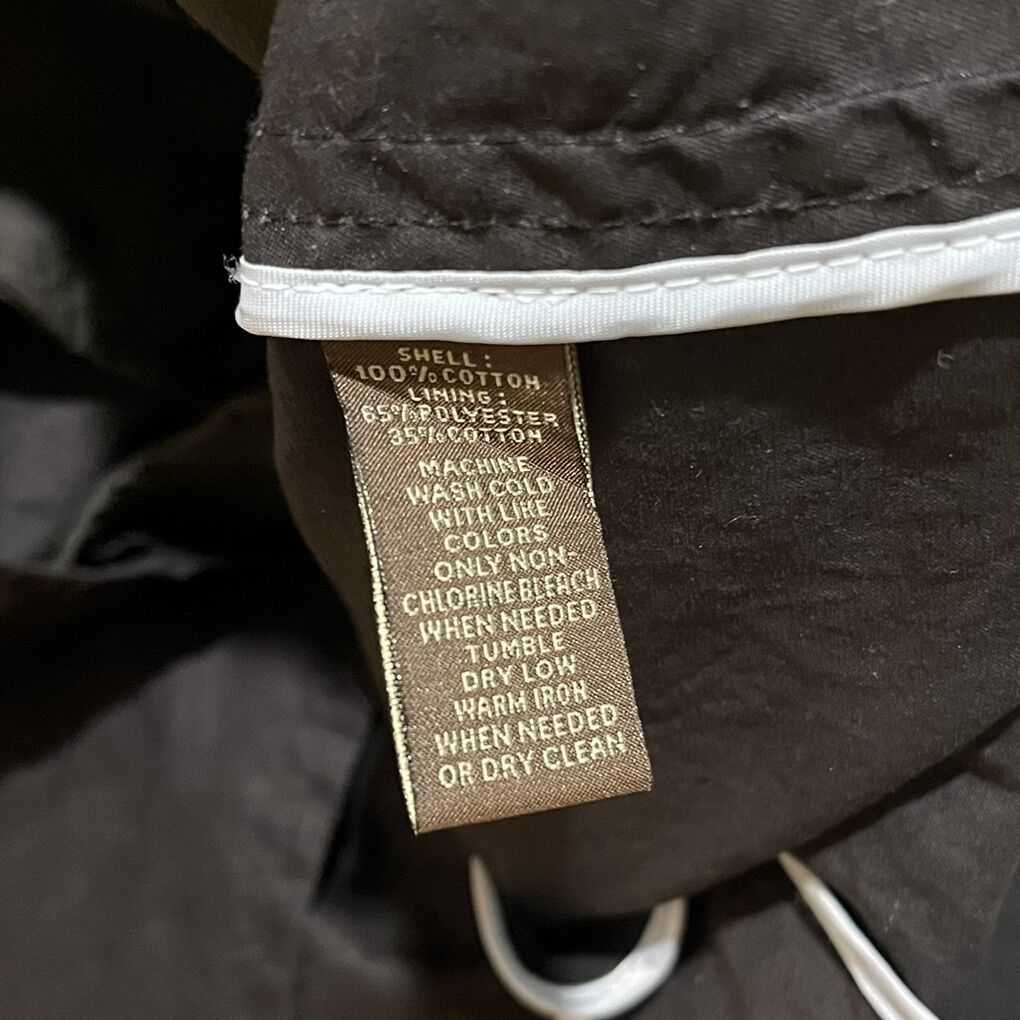 SHELL:
100% COTTON
LINING:
65% POLYESTER
35% COTTON
MACHINE
WASH COLD
WITH LIKE
COLORS
ONLY NON-
CHLORINE BLEACH
WHEN NEEDED
TUMBLE
DRY LOW
WARM IRON
WHEN NEEDED
OR DRY CLEAN